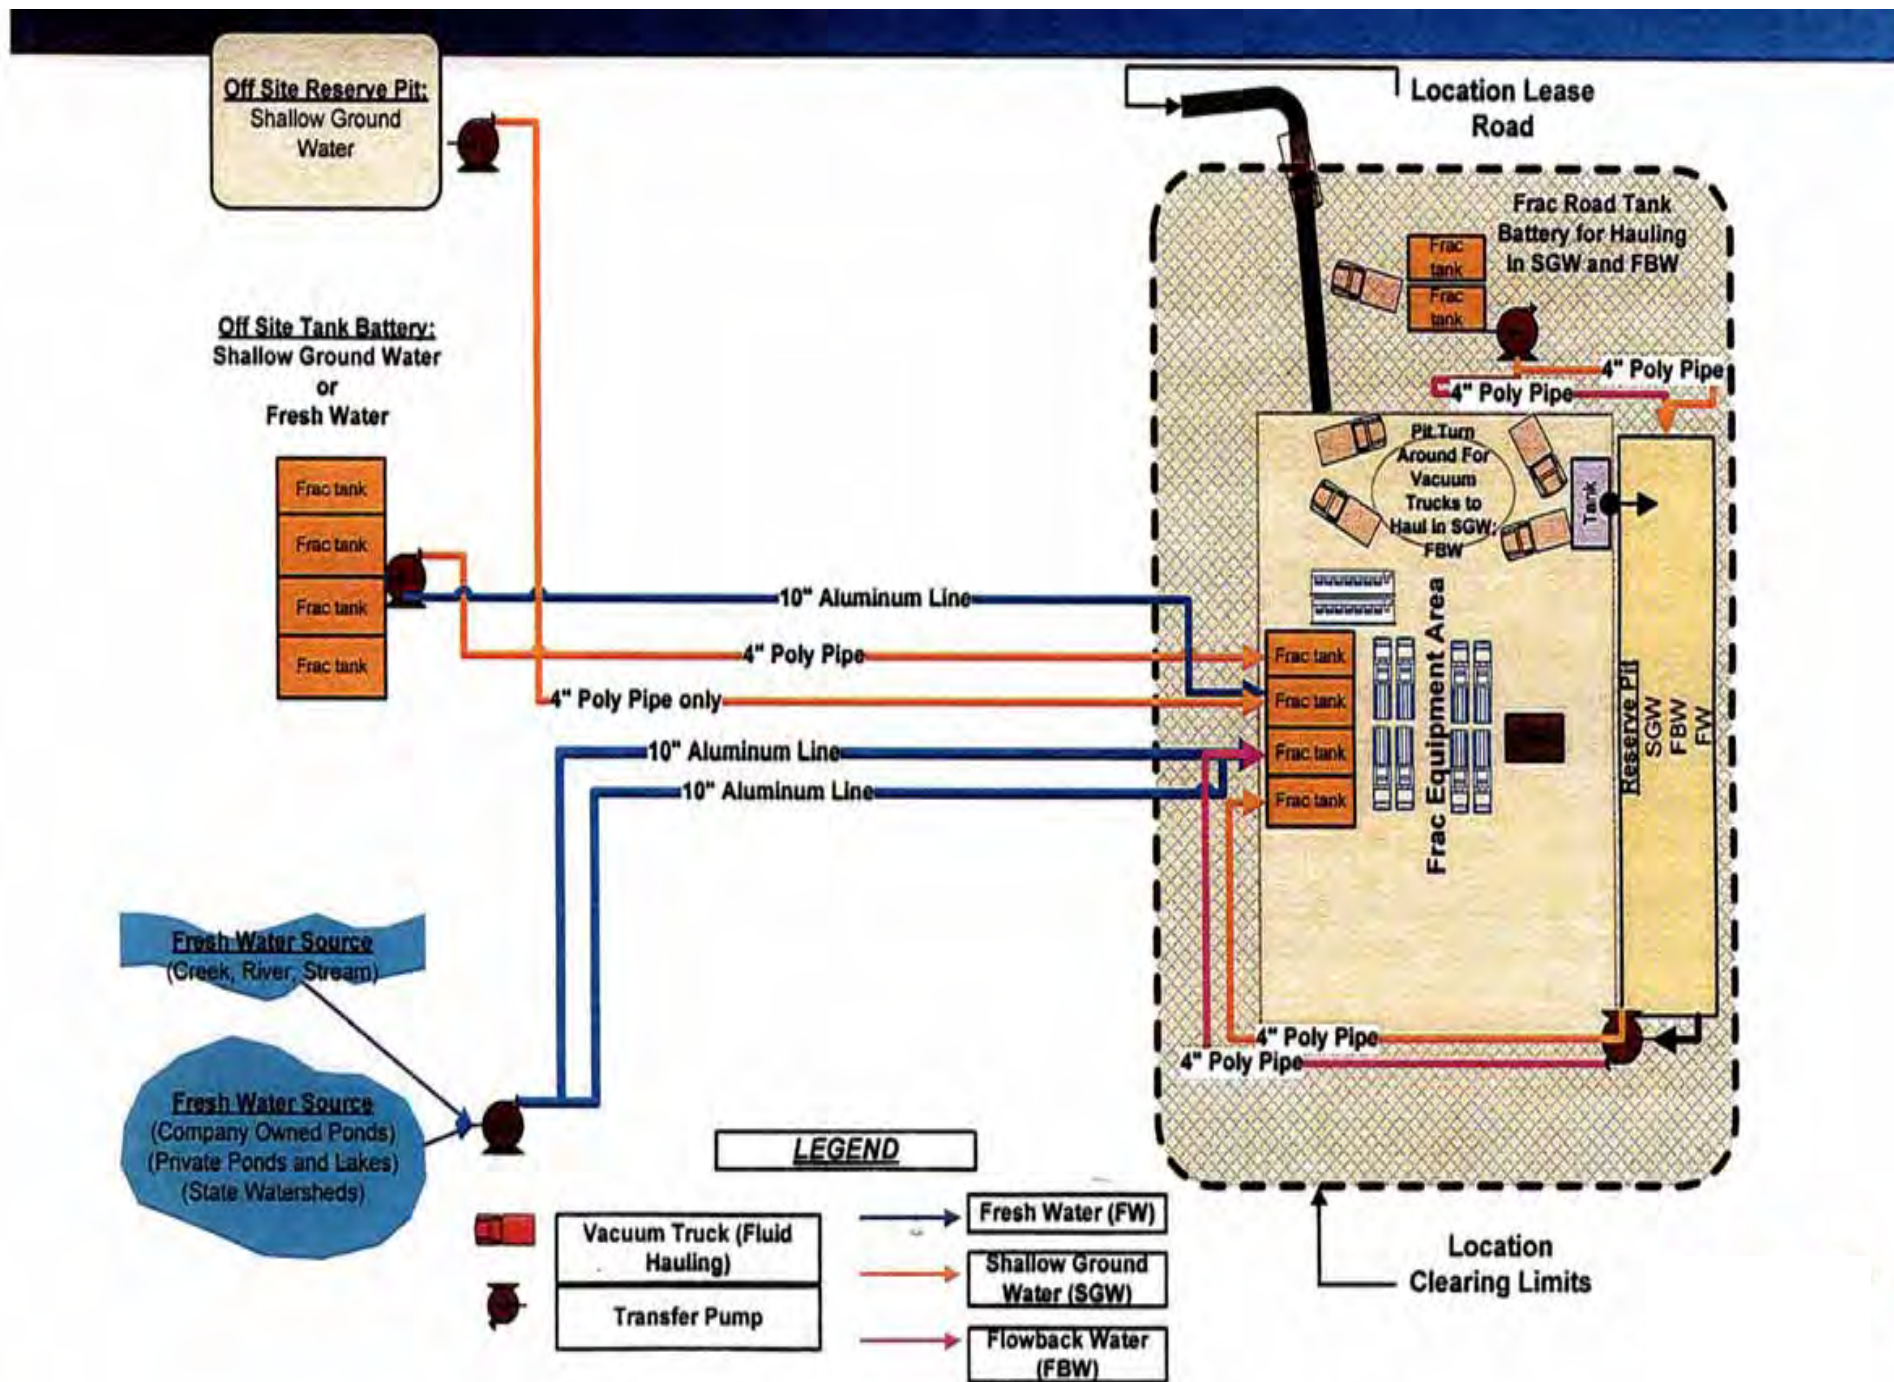 Off Site Reserve Pit:
Shallow Ground
Water
Location Lease
Road
Frac Road Tank
Battery for Hauling
in SGW and FBW
Frac
tank
Frac
tank
4" Poly Pipe
4" Poly Pipe
Off Site Tank Battery:
Shallow Ground Water
or
Fresh Water
Frac tank
Frac tank
Frac tank
Frac tank
Pit Turn
Around For
Vacuum
Trucks to
Haul in SGW;
FBW
Tank
10" Aluminum Line
4" Poly Pipe
4" Poly Pipe only
10" Aluminum Line
10" Aluminum Line
Frac tank
Frac tank
Frac tank
Frac tank
Frac Equipment Area
Reserve Pit
SGW
FBW
FW
4" Poly Pipe
4" Poly Pipe
Fresh Water Source
(Creek, River, Stream)
Fresh Water Source
(Company Owned Ponds)
(Private Ponds and Lakes)
(State Watersheds)
LEGEND
Vacuum Truck (Fluid
Hauling)
Transfer Pump
Fresh Water (FW)
Shallow Ground
Water (SGW)
Flowback Water
(FBW)
Location
Clearing Limits